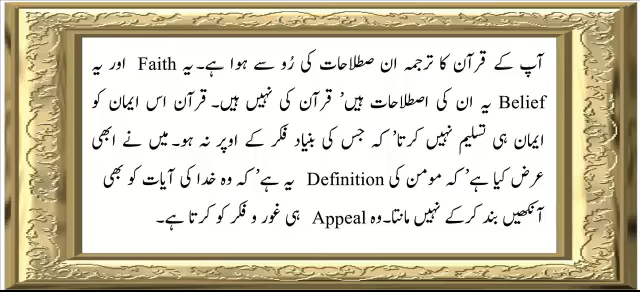 آپ کے قرآن کا ترجمہ ان صطلاحات کی رُو سے ہوا ہے۔ یہ Faith اور یہ
Belief یہ ان کی اصطلاحات ہیں‘ قرآن کی نہیں ہیں۔ قرآن اس ایمان کو
ایمان ہی تسلیم نہیں کرتا‘ کہ جس کی بنیاد فکر کے اوپر نہ ہو۔ میں نے ابھی
عرض کیا ہے‘ کہ مومن کی Definition یہ ہے‘ کہ وہ خدا کی آیات کو بھی
آنکھیں بند کرکے نہیں مانتا۔ وہ Appeal ہی غور و فکر کو کرتا ہے۔